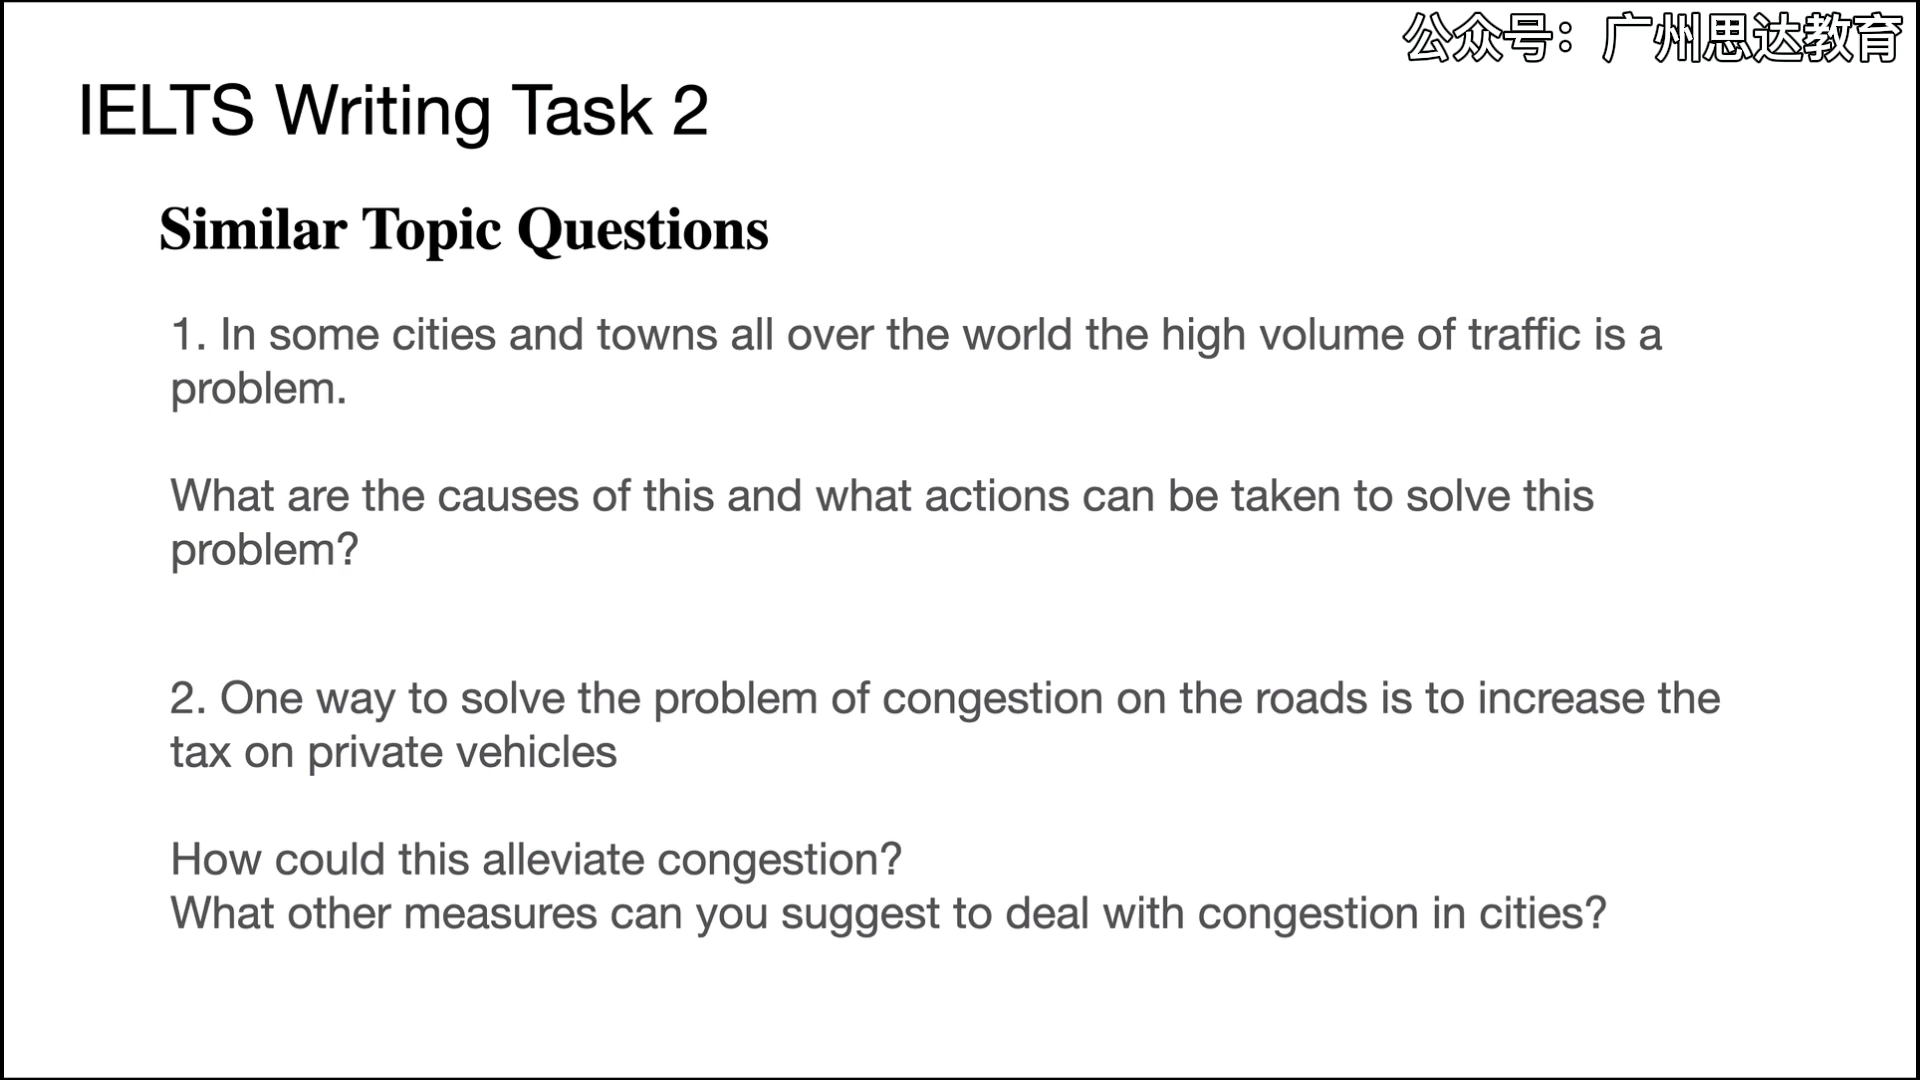 公众号：广州思达教育
IELTS Writing Task 2
Similar Topic Questions
1. In some cities and towns all over the world the high volume of traffic is a
problem.
What are the causes of this and what actions can be taken to solve this
problem?
2. One way to solve the problem of congestion on the roads is to increase the
tax on private vehicles
How could this alleviate congestion?
What other measures can you suggest to deal with congestion in cities?